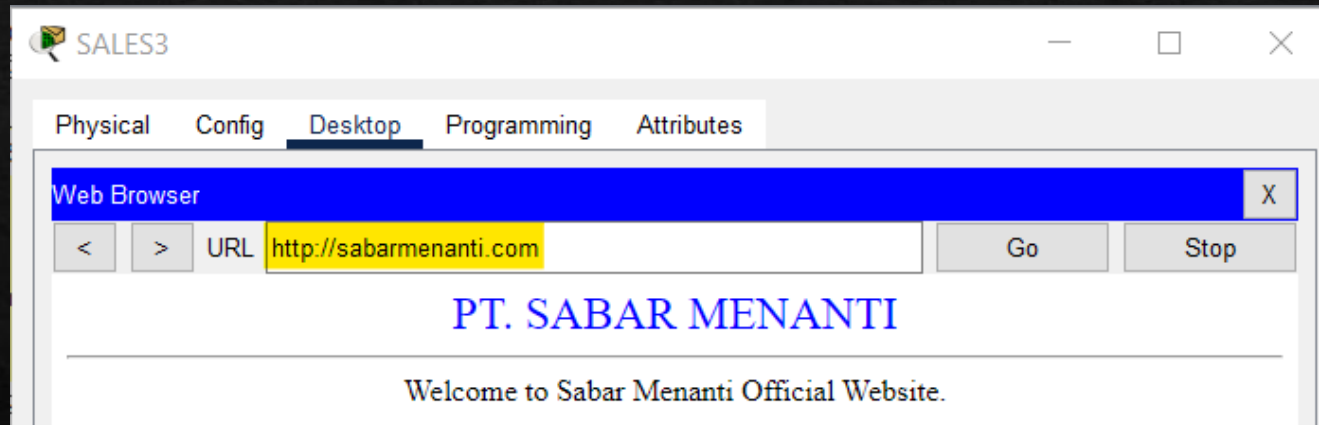 SALES3
Physical Config Desktop Programming Attributes
Web Browser X
< > URL http://sabarmenanti.com Go Stop
PT. SABAR MENANTI
Welcome to Sabar Menanti Official Website.